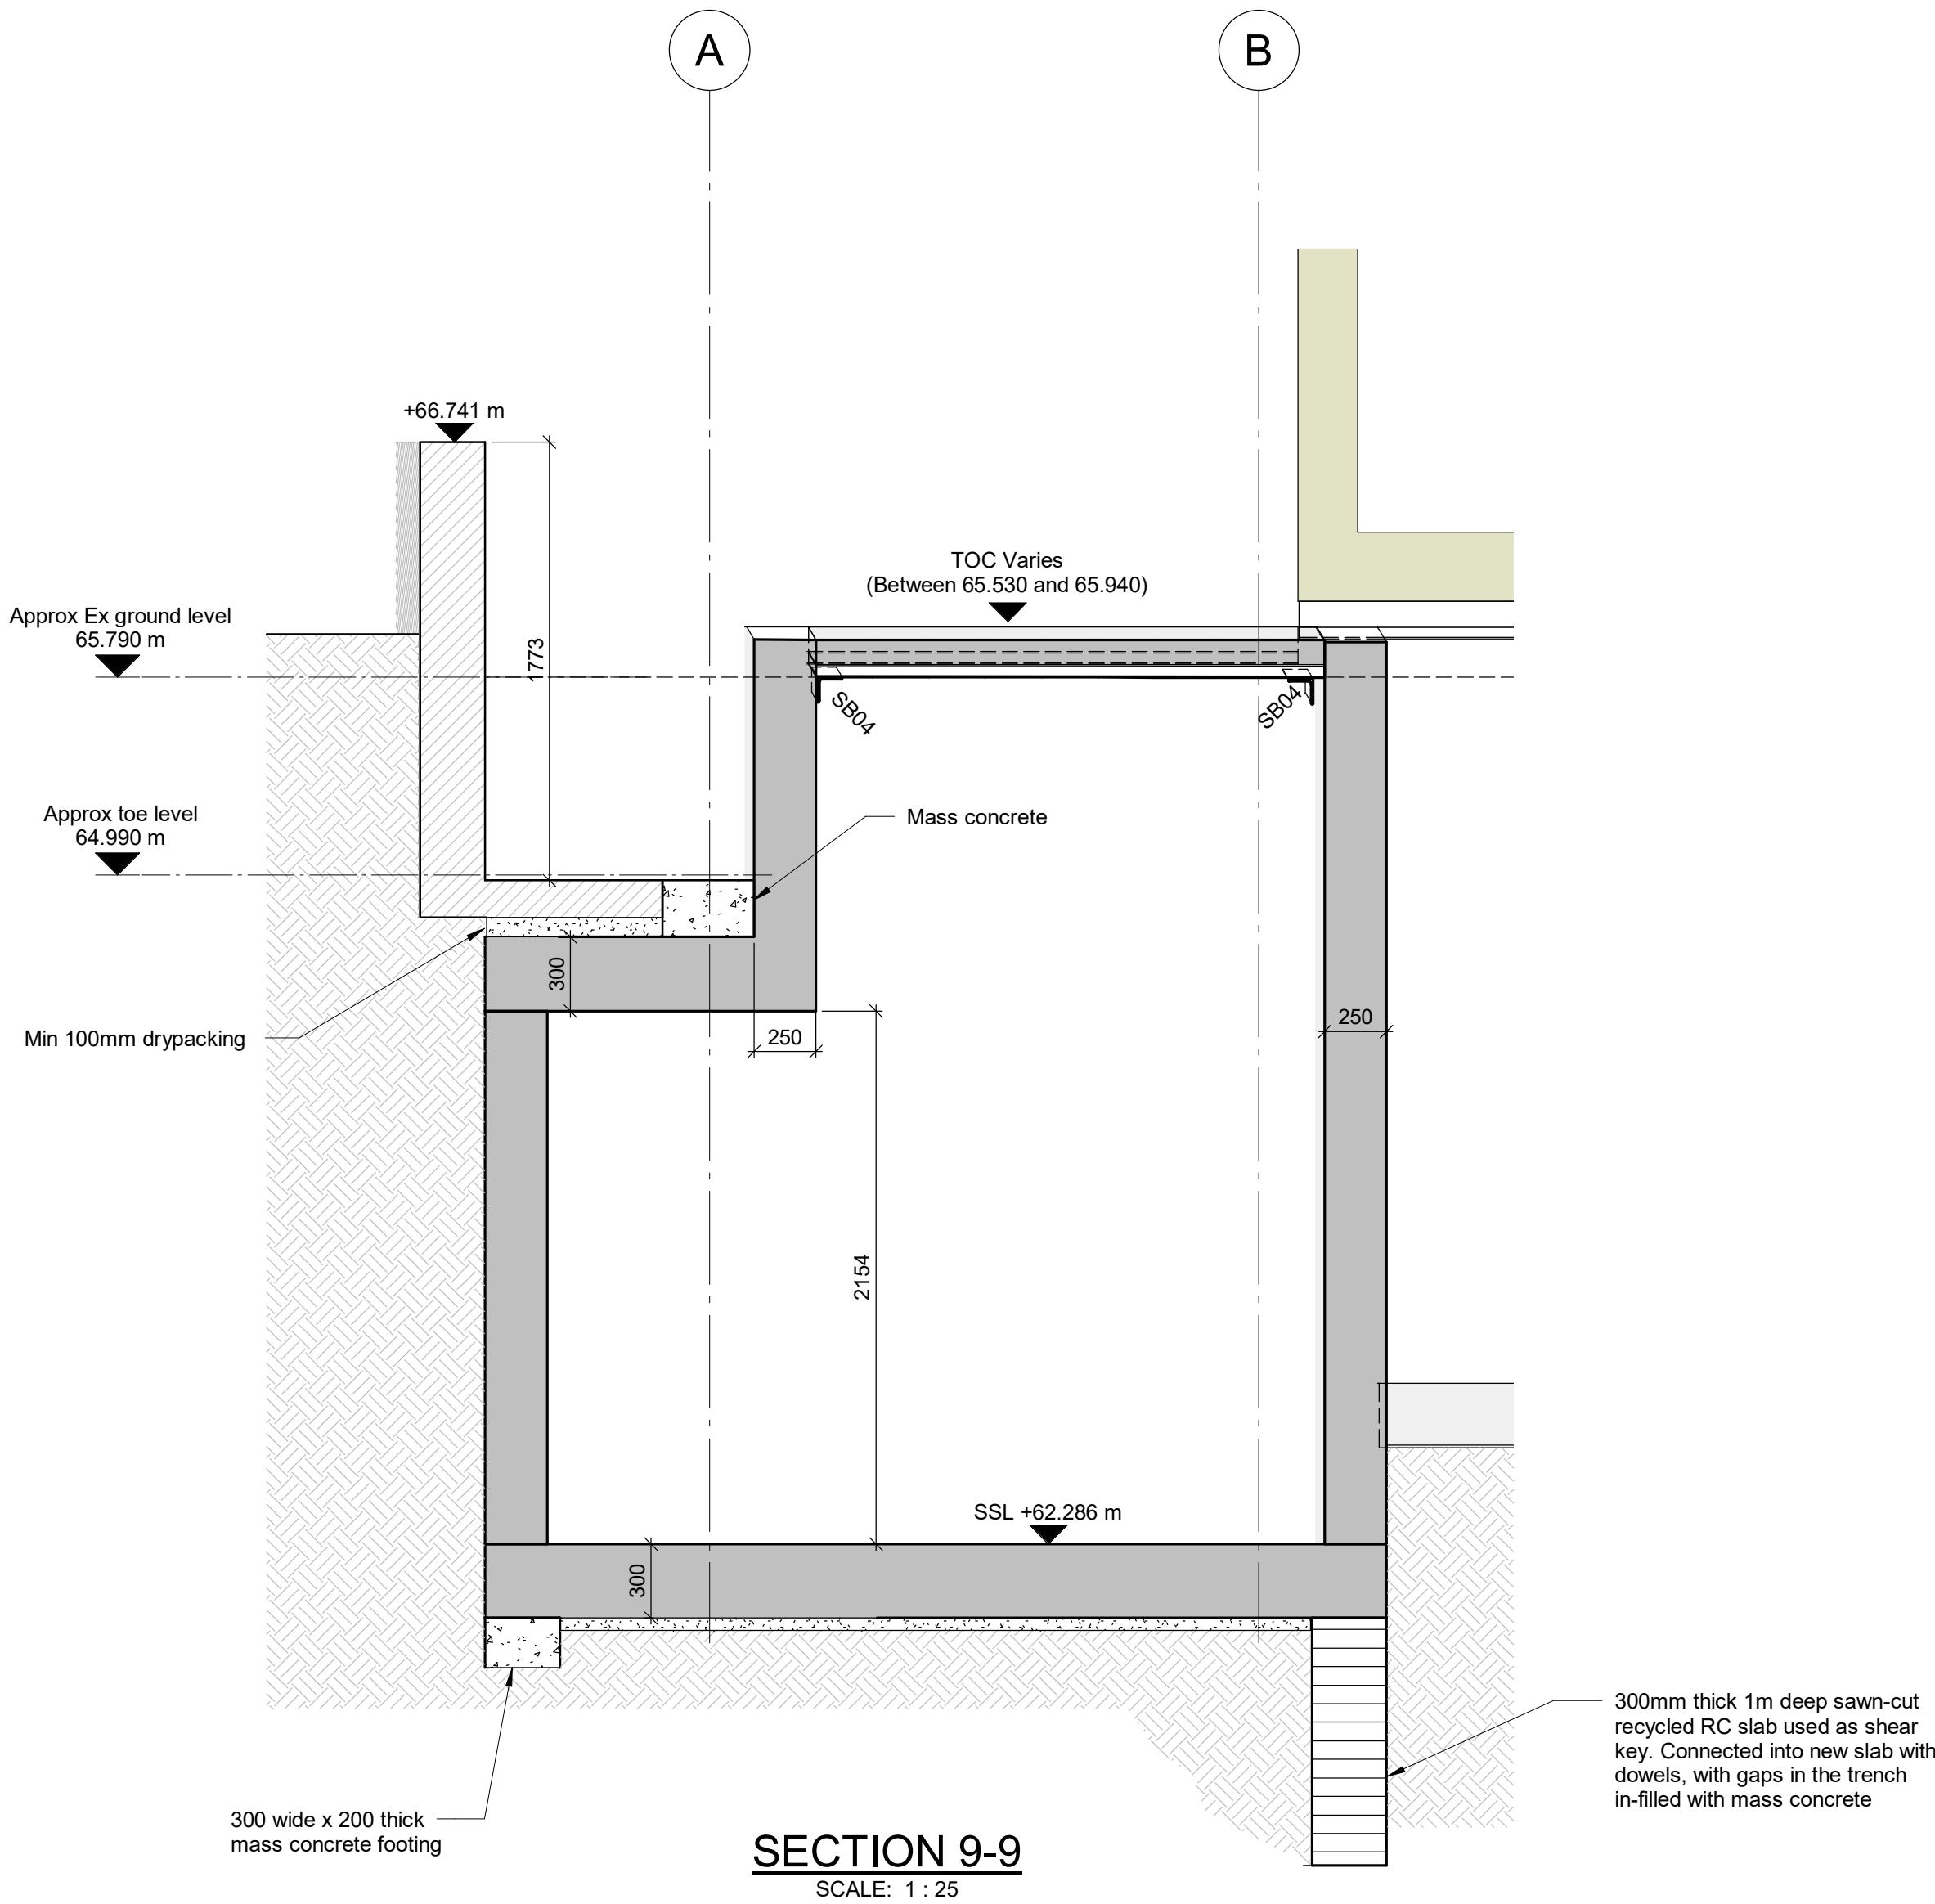 A
B
+66.741 m
TOC Varies
(Between 65.530 and 65.940)
Approx Ex ground level
65.790 m
1773
SB04
SB04
Approx toe level
64.990 m
Mass concrete
300
Min 100mm drypacking
250
250
2154
SSL +62.286 m
300
300mm thick 1m deep sawn-cut
recycled RC slab used as shear
key. Connected into new slab with
dowels, with gaps in the trench
in-filled with mass concrete
300 wide x 200 thick
mass concrete footing
SECTION 9-9
SCALE: 1 : 25